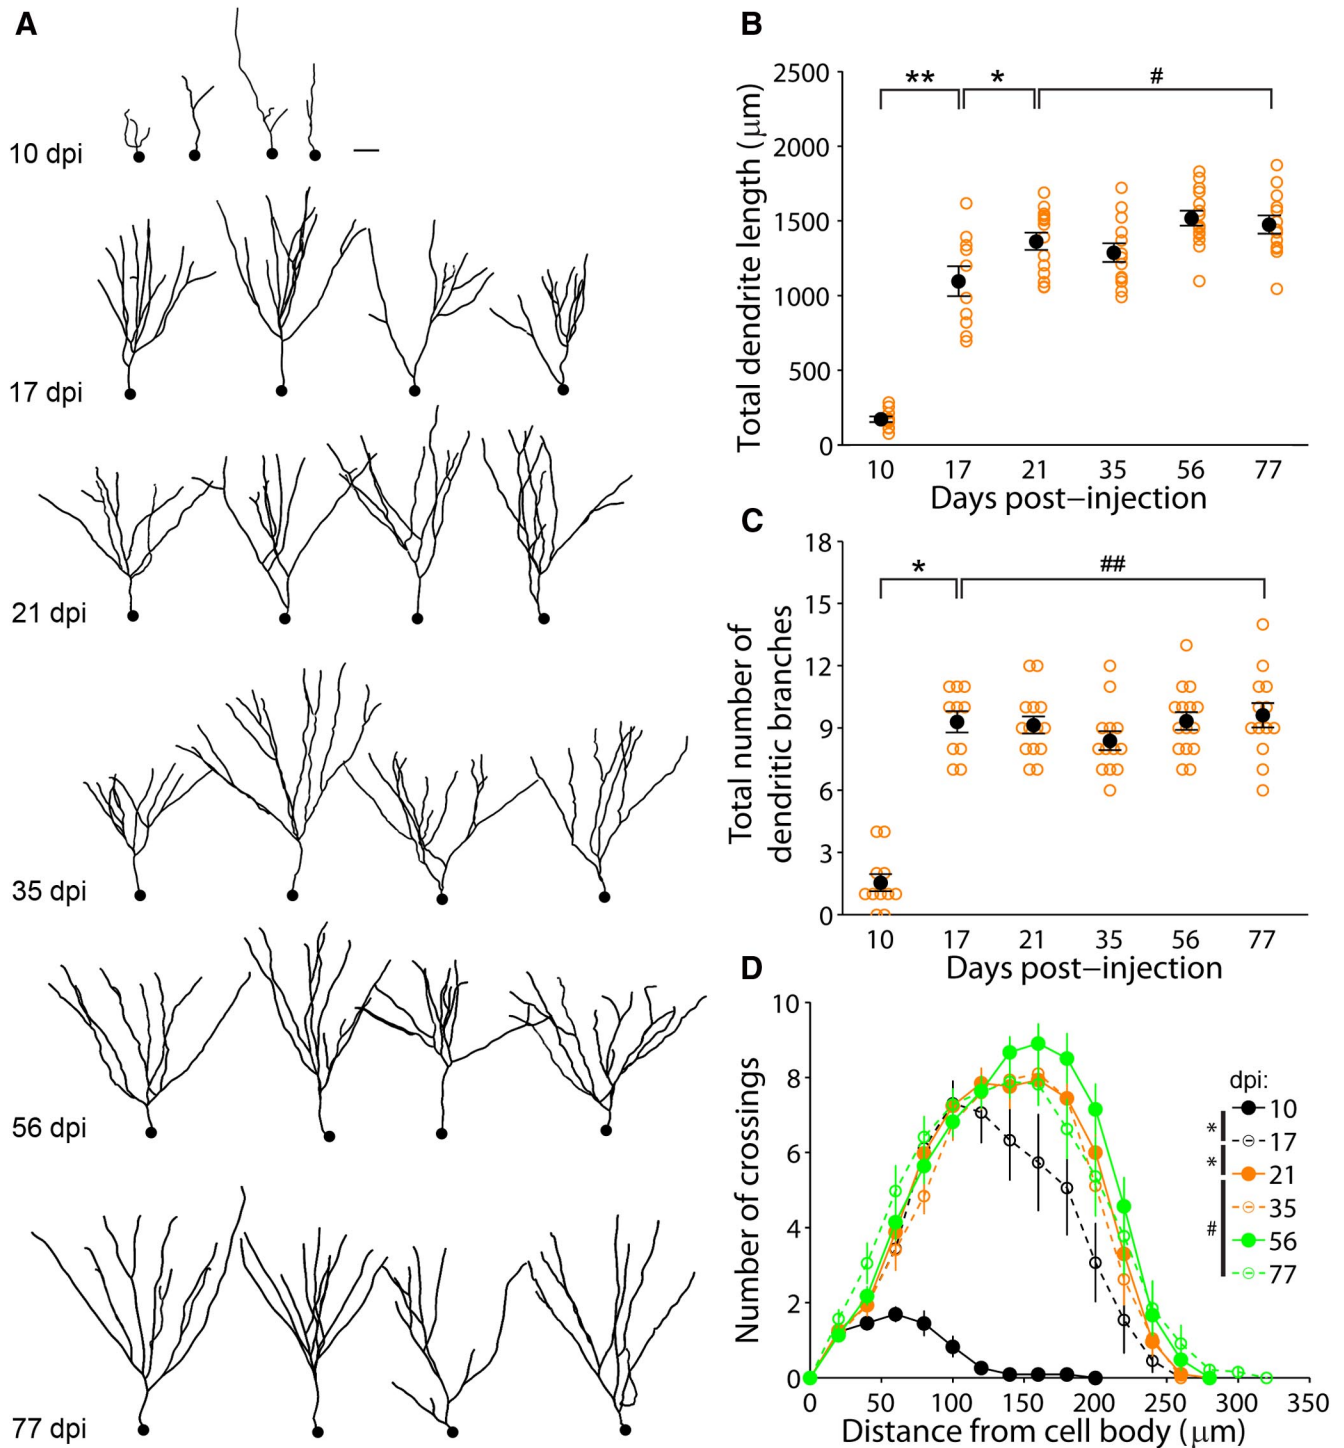 A
10 dpi
17 dpi
21 dpi
35 dpi
56 dpi
77 dpi
B
Total dendrite length (μm)
2500
2000
1500
1000
500
0
** * #
10 17 21 35 56 77
Days post−injection
C
Total number of
dendritic branches
18
15
12
9
6
3
0
* ##
10 17 21 35 56 77
Days post−injection
D
Number of crossings
10
8
6
4
2
0
dpi:
10
* 17
* 21
35
# 56
77
0 50 100 150 200 250 300 350
Distance from cell body (μm)